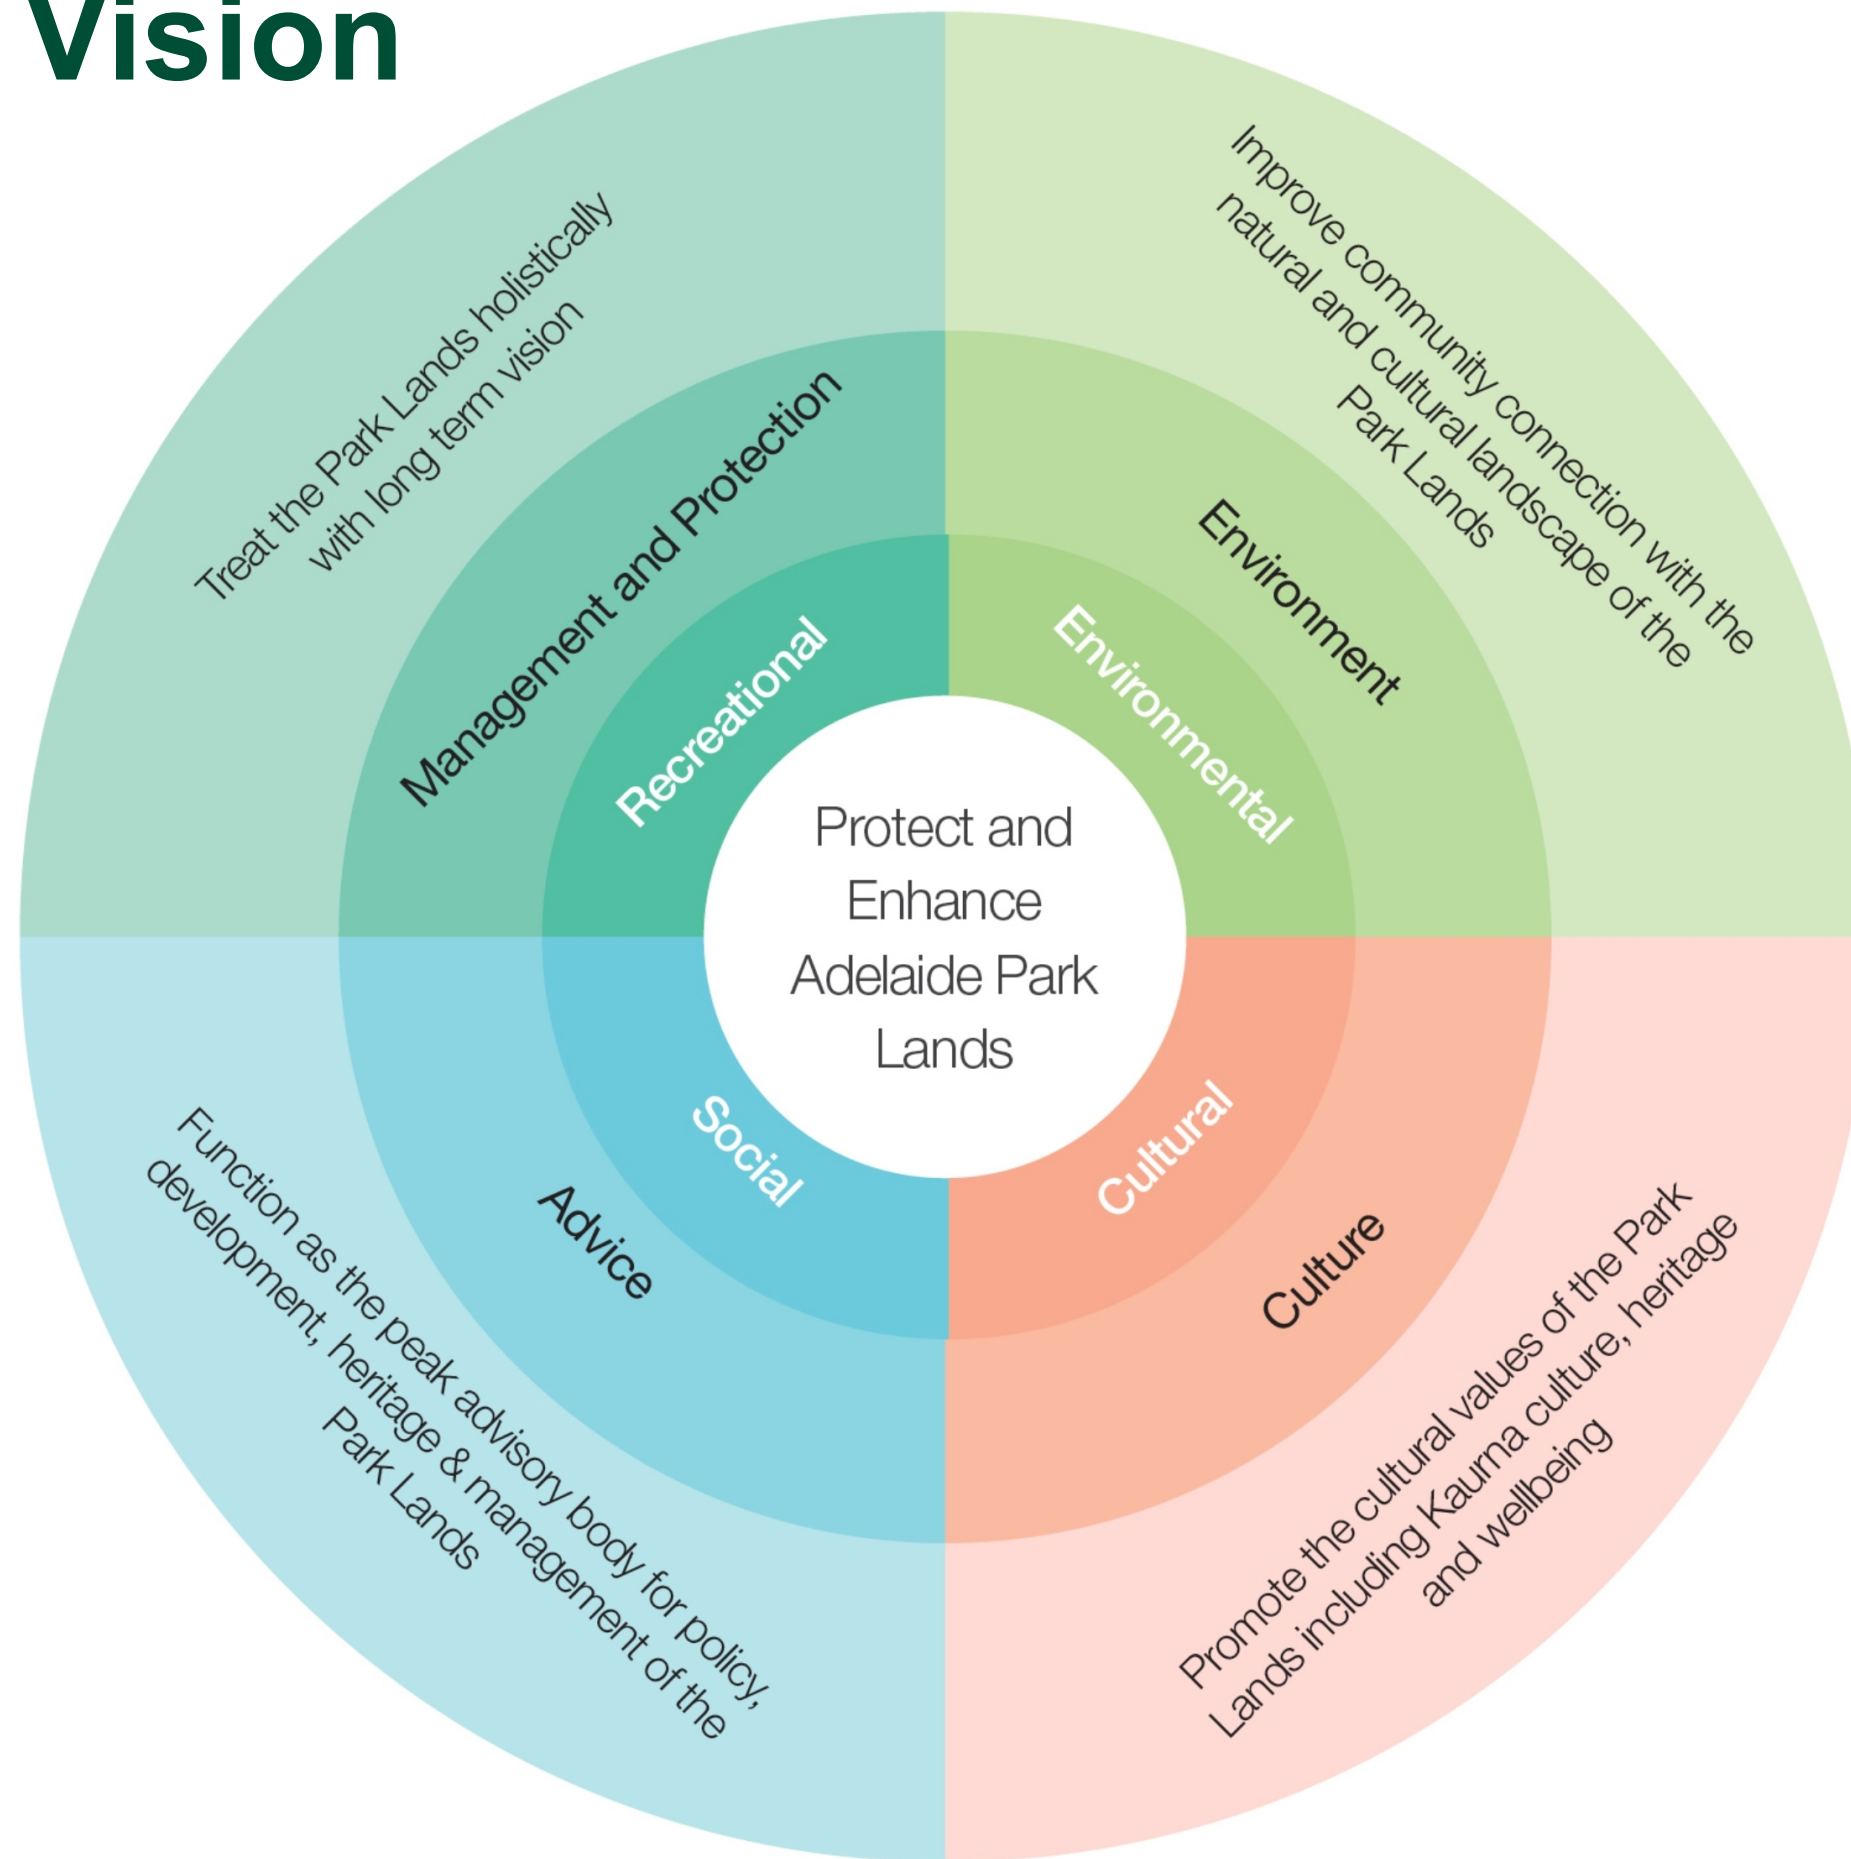 Vision
Treat the Park Lands holistically
with long term vision
Management and Protection
Recreational
Improve community connection with the
natural and cultural landscape of the
Park Lands
Environment
Environmental
Protect and
Enhance
Adelaide Park
Lands
Social
Advice
Function as the peak advisory body for policy,
development, heritage & management of the
Park Lands
Cultural
Culture
Promote the cultural values of the Park
Lands including Kaurna culture, heritage
and wellbeing